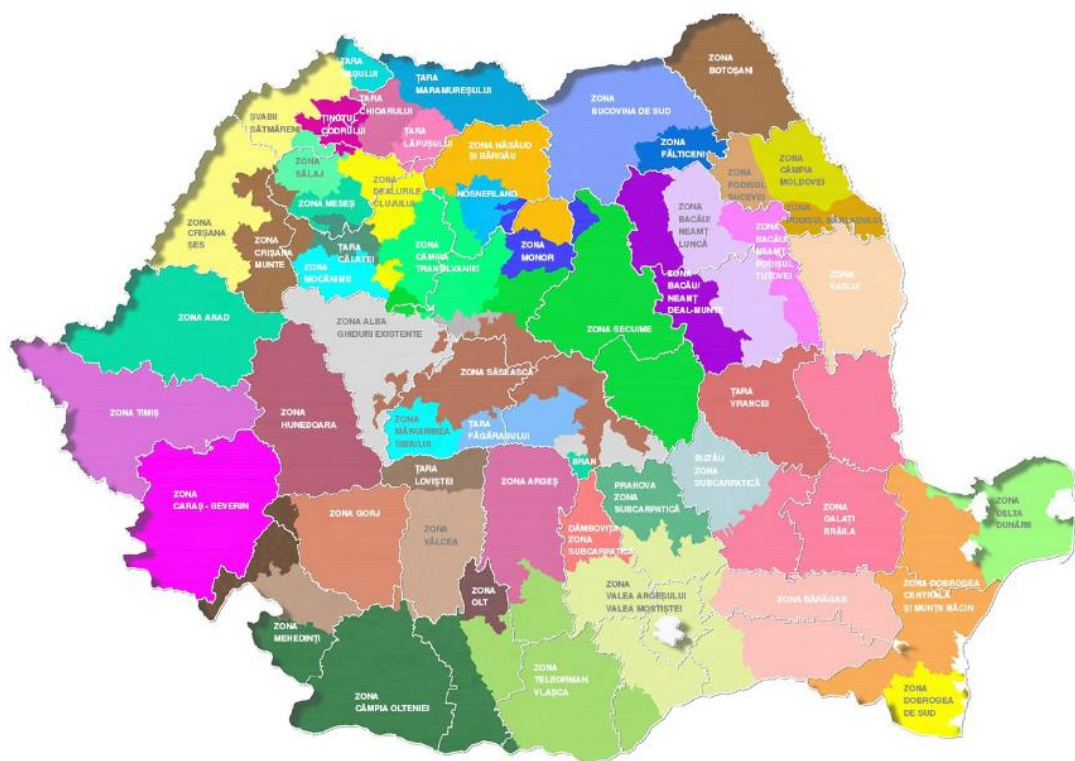 ZONA
BOTOȘANI
ȚARA
OAȘULUI
ȚARA
MARAMUREȘULUI
ȚARA
CHIOARULUI
ZONA
BUCOVINA DE SUD
ȘVABII
SĂTMĂRENI
ȚINUTUL
CODRULUI
ȚARA
LĂPUȘULUI
ZONA
FĂLTICENI
ZONA NĂSĂUD
ȘI BÂRGĂU
ZONA
CÂMPIA
MOLDOVEI
ZONA
SĂLAJ
ZONA
DEALURILE
CLUJULUI
ZONA
PODIȘUL
SUCEVEI
NÖSNERLAND
ZONA MESEȘ
ZONA
BACĂU/
NEAMȚ
LUNCĂ
ZONA
PODIȘUL BÂRLADULUI
ZONA
CRIȘANA
ȘES
ZONA
CRIȘANA
MUNTE
ȚARA
CĂLATEI
ZONA
CÂMPIA
TRANSILVANIEI
ZONA
MONOR
ZONA
BACĂU/
NEAMȚ
PODIȘUL
TUTOVEI
ZONA
MOCĂNIME
ZONA
VASLUI
ZONA
BACĂU/
NEAMȚ
DEAL-MUNTE
ZONA ARAD
ZONA ALBA
GHIDURI EXISTENTE
ZONA SECUIME
ZONA SĂSEASCĂ
ZONA TIMIȘ
ZONA
HUNEDOARA
ZONA
MĂRGINIMEA
SIBIULUI
ȚARA
FĂGĂRAȘULUI
ȚARA
VRANCEI
BRAN
BUZĂU
ZONA
SUBCARPATICĂ
ȚARA
LOVIȘTEI
ZONA ARGEȘ
PRAHOVA
ZONA
SUBCARPATICĂ
ZONA
CARAȘ - SEVERIN
ZONA GORJ
ZONA
VÂLCEA
DÂMBOVIȚA
ZONA
SUBCARPATICĂ
ZONA
GALAȚI
BRĂILA
ZONA
DELTA
DUNĂRII
ZONA
OLT
ZONA
VALEA ARGEȘULUI
VALEA MOSTIȘTEI
ZONA BĂRĂGAN
ZONA DOBROGEA
CENTRALĂ
ȘI MUNȚII MĂCIN
ZONA
MEHEDINȚI
ZONA
TELEORMAN
VLAȘCA
ZONA
DOBROGEA
DE SUD
ZONA
CÂMPIA OLTENIEI